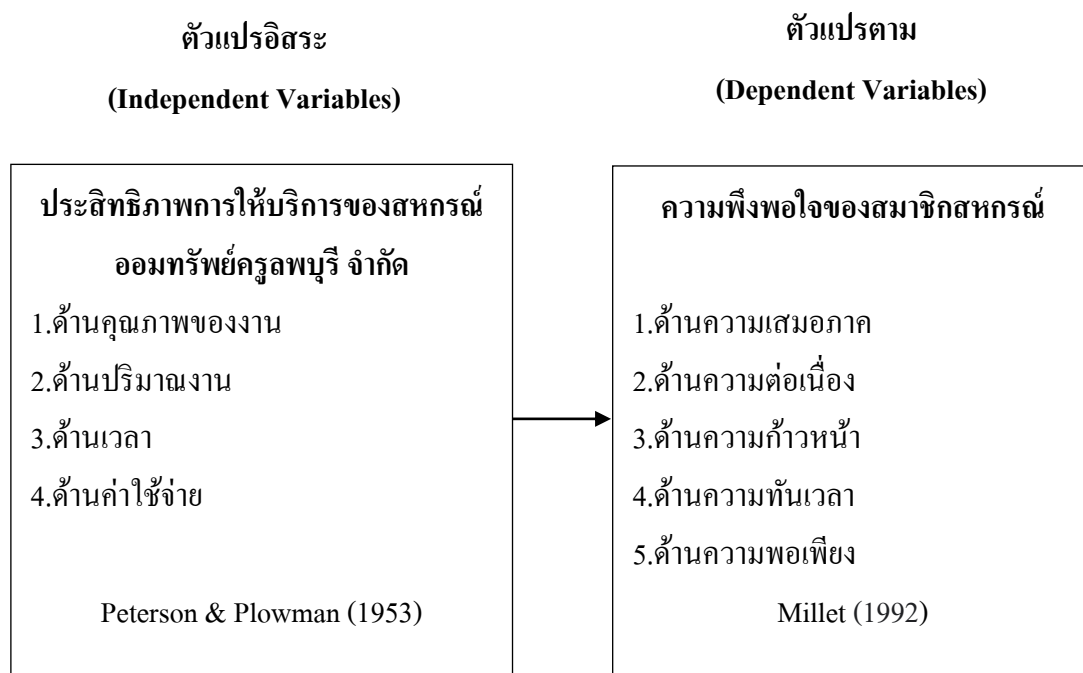 ตัวแปรอิสระ
(Independent Variables)
ประสิทธิภาพการให้บริการของสหกรณ์
ออมทรัพย์ครูลพบุรี จำกัด
1.ด้านคุณภาพของงาน
2.ด้านปริมาณงาน
3.ด้านเวลา
4.ด้านค่าใช้จ่าย
Peterson & Plowman (1953)
ตัวแปรตาม
(Dependent Variables)
ความพึงพอใจของสมาชิกสหกรณ์
1.ด้านความเสมอภาค
2.ด้านความต่อเนื่อง
3.ด้านความก้าวหน้า
4.ด้านความทันเวลา
5.ด้านความพอเพียง
Millet (1992)